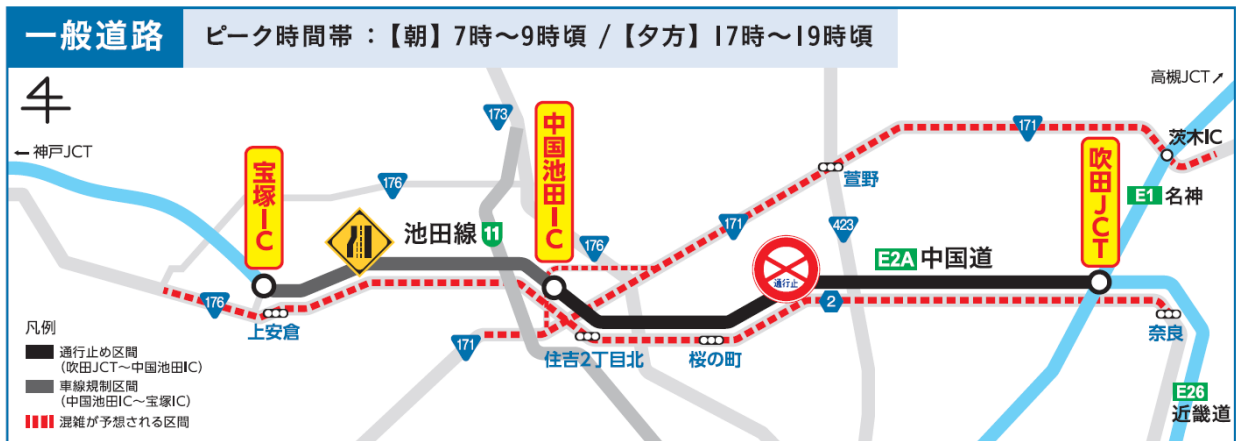 一般道路
ピーク時間帯：【朝】7時～9時頃 /【夕方】17時～19時頃
高槻JCT↗
←神戸JCT
173
中国池田IC
171
茨木IC
宝塚IC
176
萱野
吹田JCT
E1 名神
池田線 11
176
171
423
E2A 中国道
通行止
176
上安倉
2
凡例
通行止め区間
(吹田JCT～中国池田IC)
車線規制区間
(中国池田IC～宝塚IC)
混雑が予想される区間
171
住吉2丁目北
桜の町
奈良
E26
近畿道